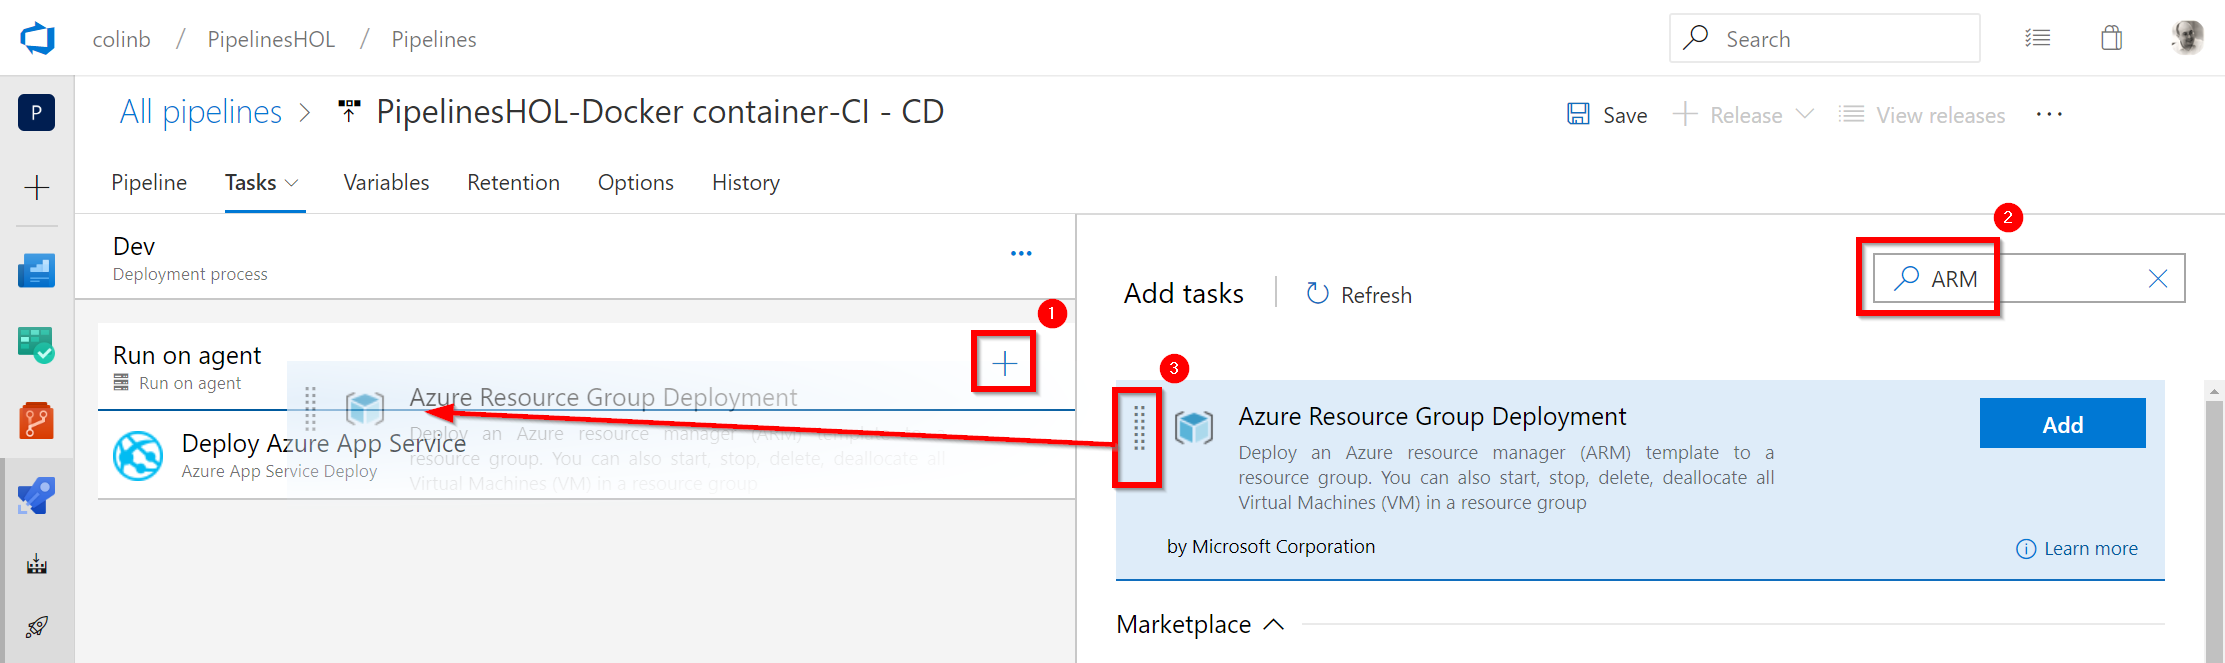 colinb / PipelinesHOL / Pipelines
Search
P
All pipelines > PipelinesHOL-Docker container-CI - CD
Save
Release
View releases
Pipeline Tasks Variables Retention Options History
Dev
Deployment process
Add tasks
Refresh
ARM
2
1
Run on agent
Run on agent
Azure Resource Group Deployment
Deploy an Azure resource manager (ARM) template to a
resource group. You can also start, stop, delete, deallocate all
Virtual Machines (VM) in a resource group
Deploy Azure App Service
Azure App Service Deploy
3
Azure Resource Group Deployment
Deploy an Azure resource manager (ARM) template to a
resource group. You can also start, stop, delete, deallocate all
Virtual Machines (VM) in a resource group
Add
by Microsoft Corporation
Learn more
Marketplace